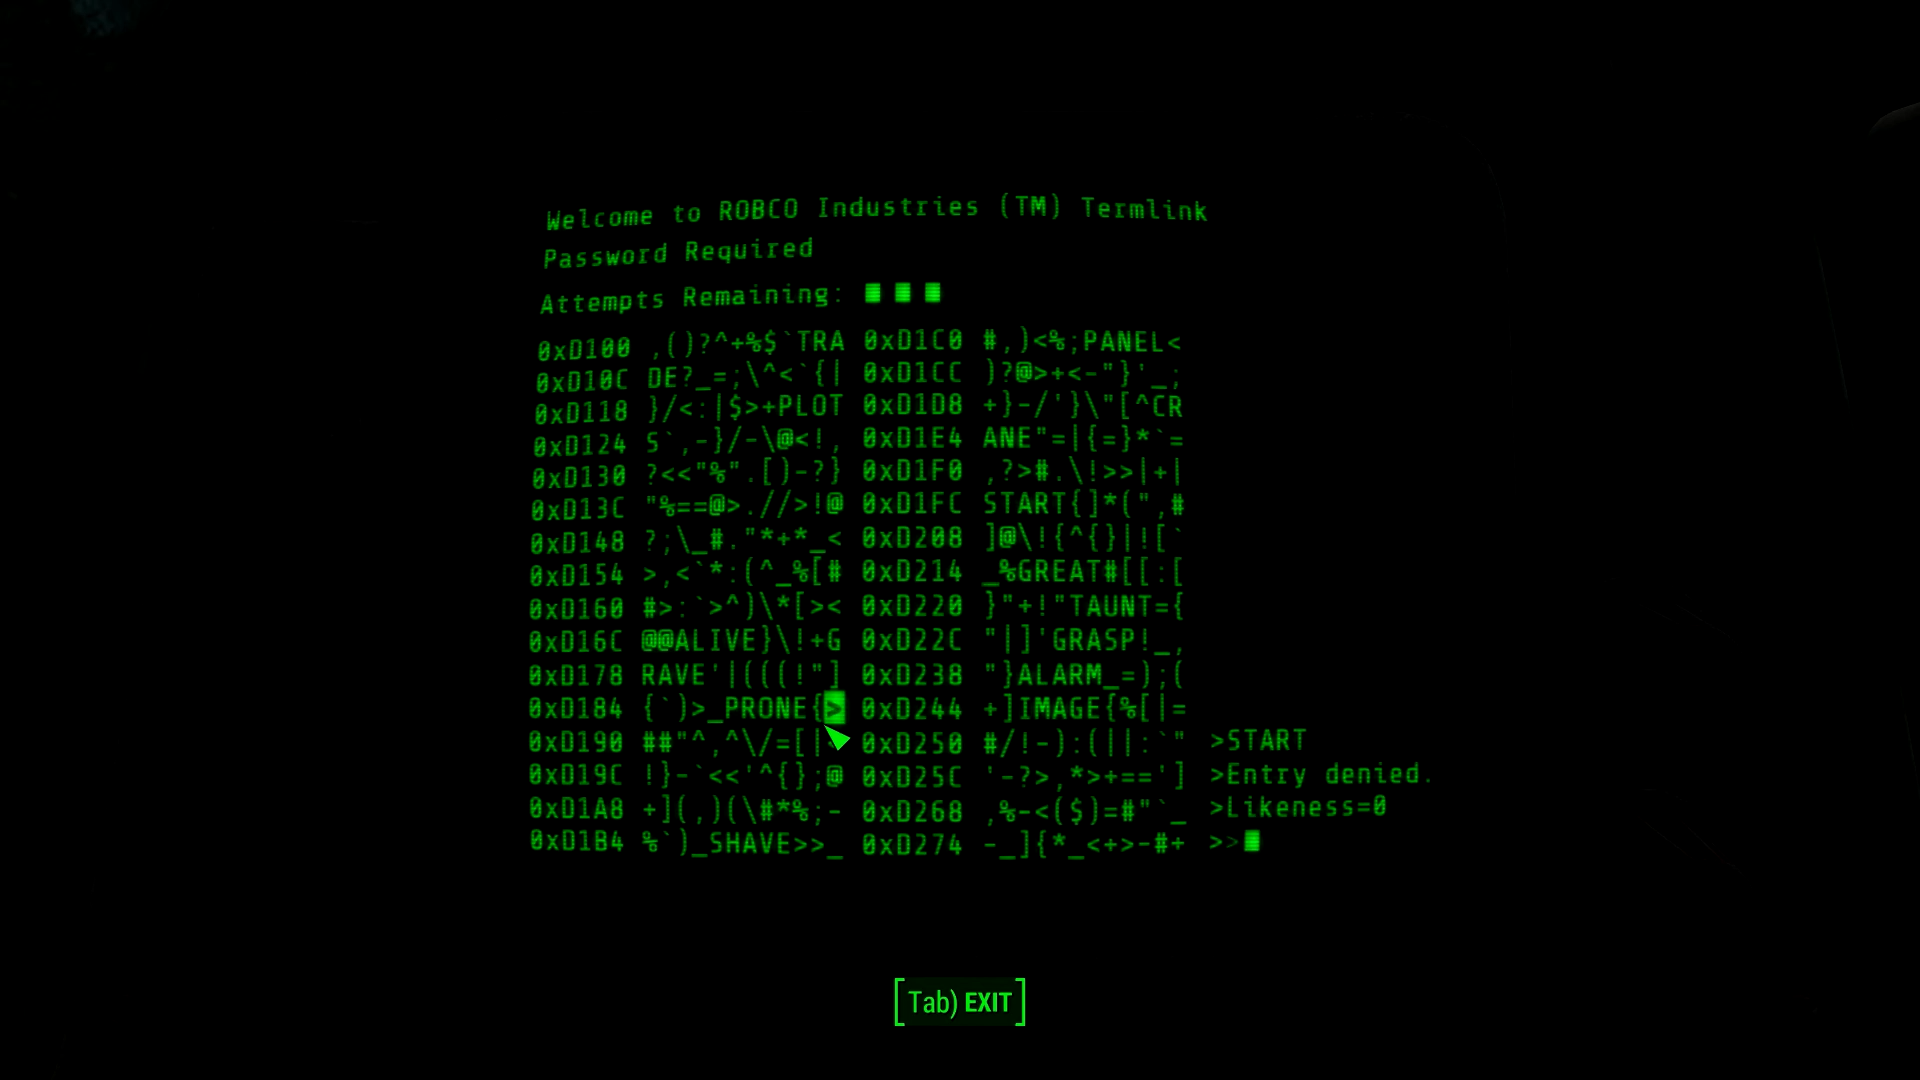 Welcome to ROBCO Industries (TM) Termlink
Password Required
Attempts Remaining:
0xD100 ,()?^+%$`TRA 0xD1C0 #,)<%;PANEL<
0xD10C DE?_=;\^<`{| 0xD1CC )?@>+<-"}'_;
0xD118 }/<:|$>+PLOT 0xD1D8 +}-/'}\"[^CR
0xD124 S`,-}/-\@<!, 0xD1E4 ANE"=|{=}*`=
0xD130 ?<<"%".[)-?} 0xD1F0 ,?>#.\!>>|+|
0xD13C "%==@>.//>!@ 0xD1FC START{]*(",#
0xD148 ?;\_#."*+*_< 0xD208 ]@\!{^{}|![`
0xD154 >,<`*:(^_%[# 0xD214 _%GREAT#[[:[
0xD160 #>:`>^)\*[>< 0xD220 }"+!"TAUNT={
0xD16C @@ALIVE}\!+G 0xD22C "|]'GRASP!_,
0xD178 RAVE'|(((!"] 0xD238 "}ALARM_=);(
0xD184 {`)>_PRONE{> 0xD244 +]IMAGE{%[|=
0xD190 ##"^,^\/=[| 0xD250 #/!-):(||:`" >START
0xD19C !}-`<<'^{};@ 0xD25C '-?>,*>+=='] >Entry denied.
0xD1A8 +](,)(\#*%;- 0xD268 ,%-<($)=#"`_ >Likeness=0
0xD1B4 %`)_SHAVE>>_ 0xD274 -_]{*_<+>-#+ >>
[Tab) EXIT]